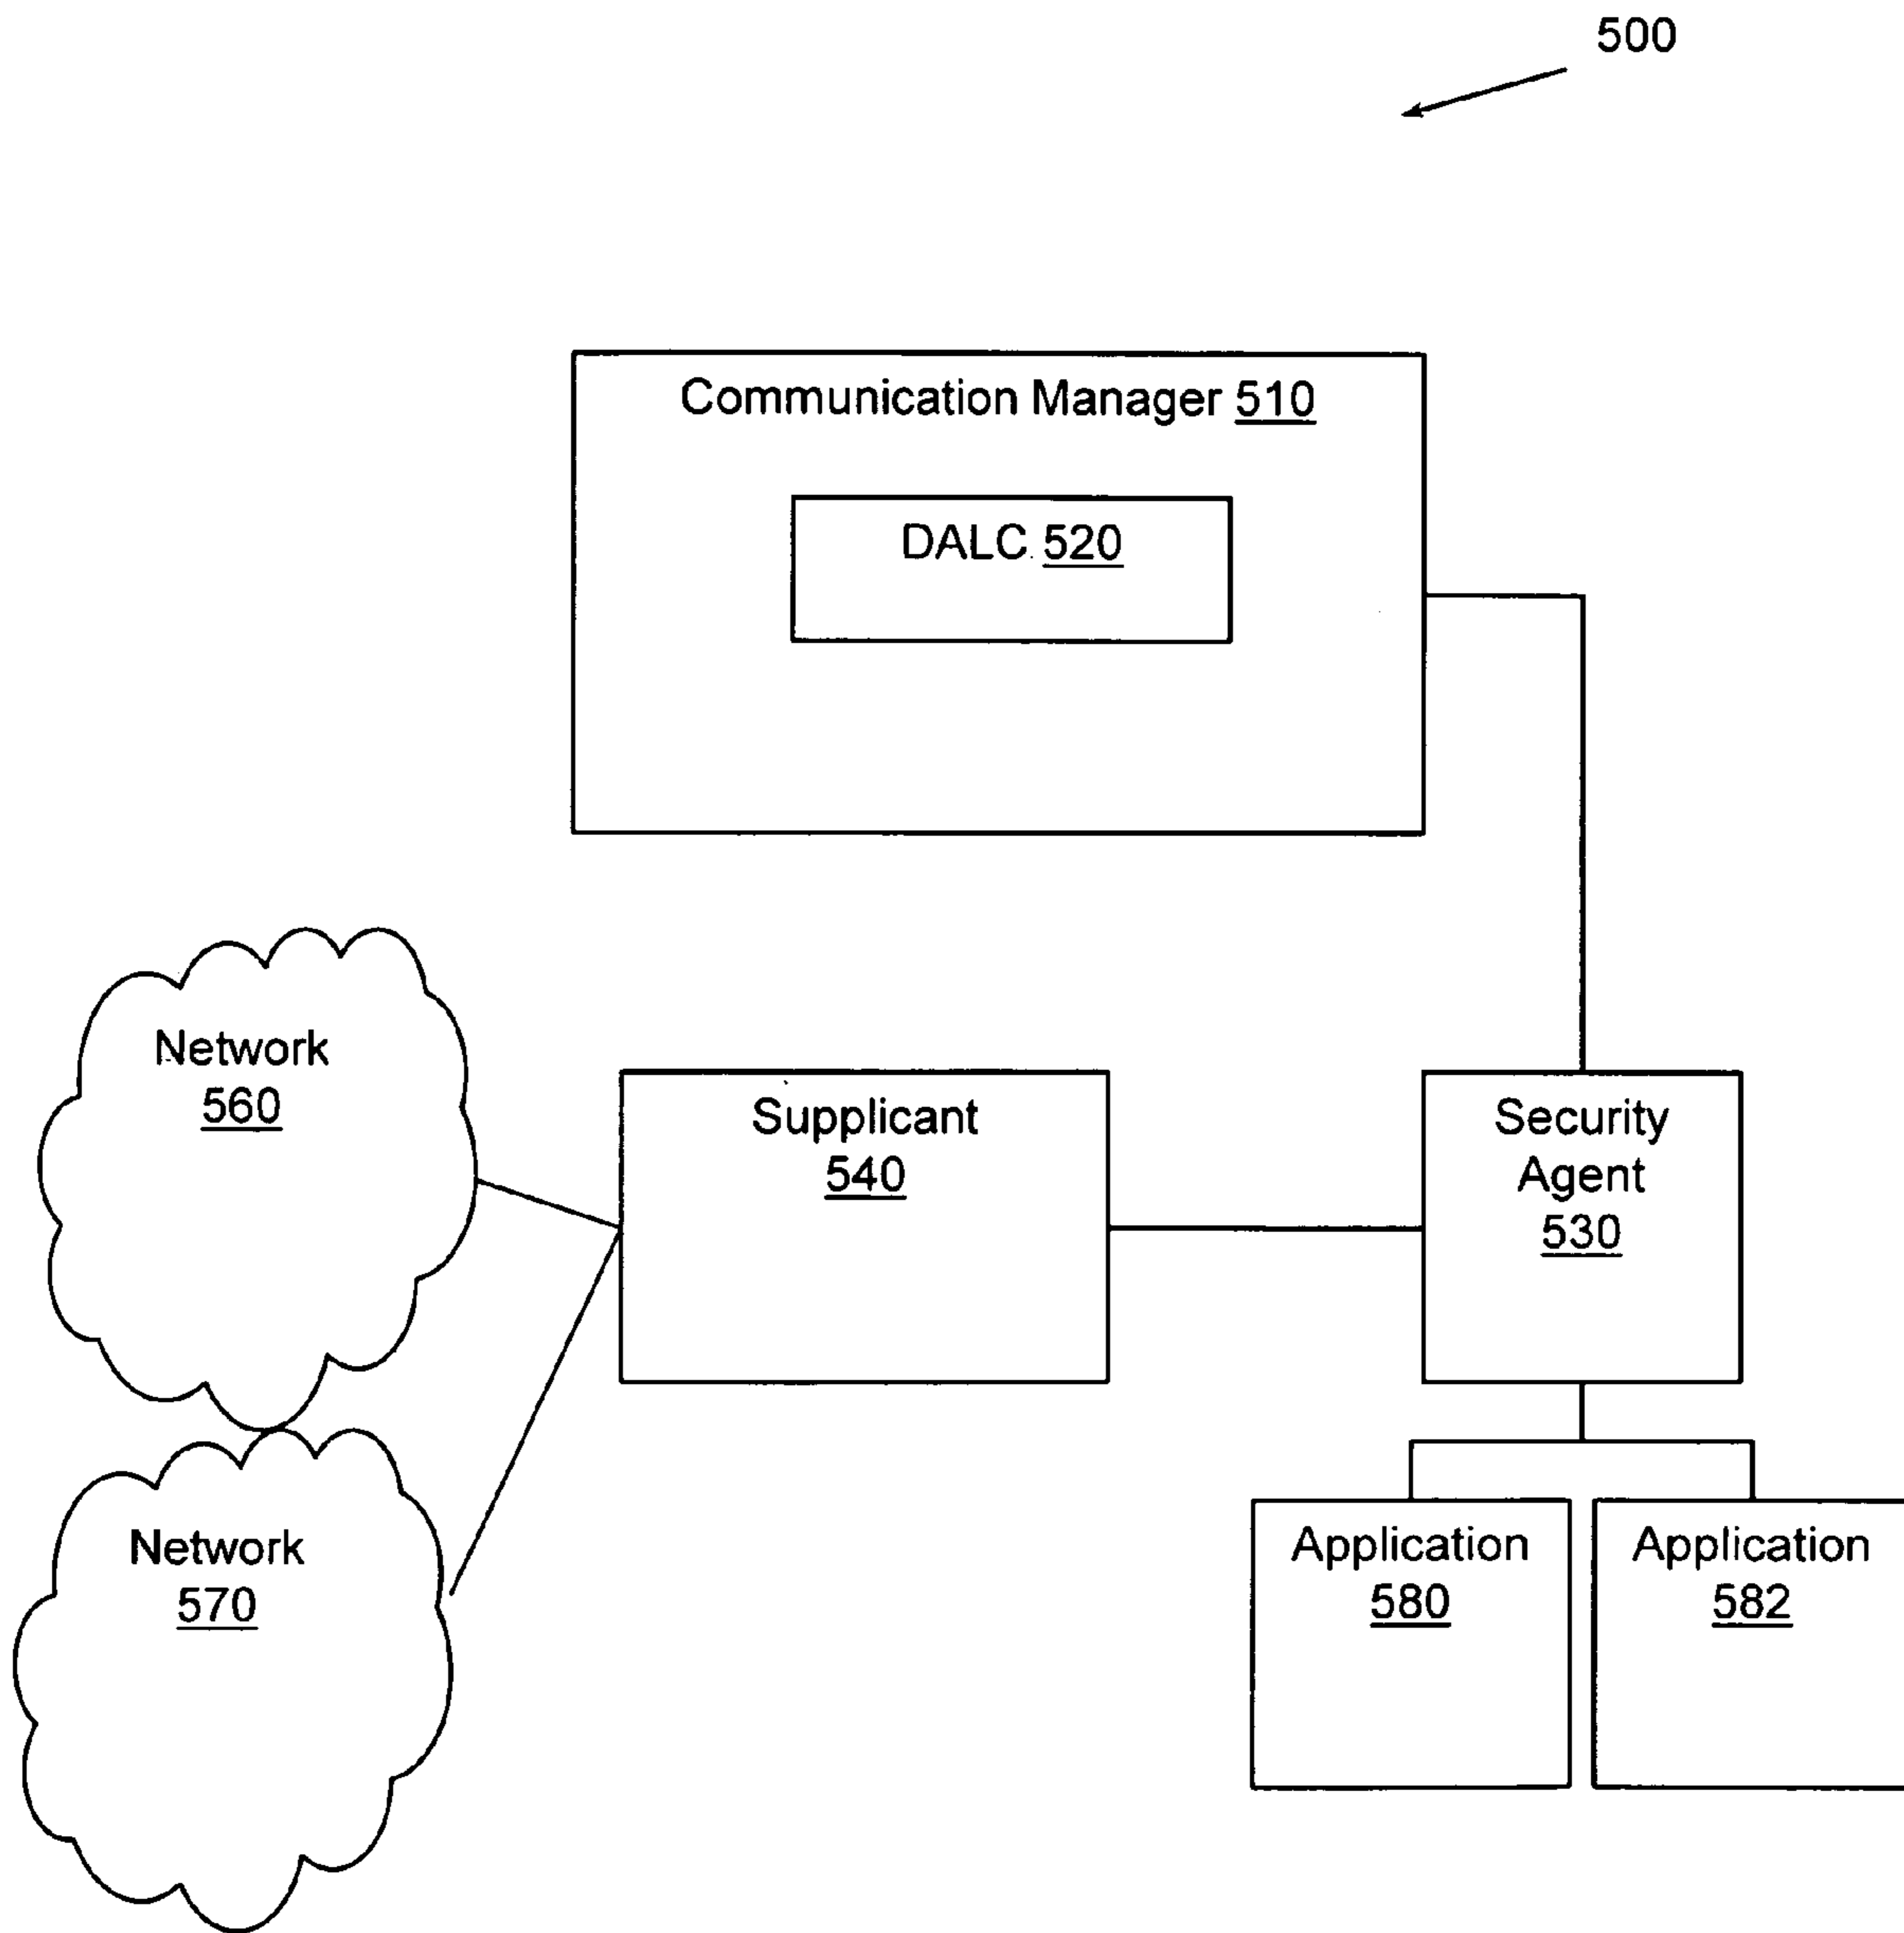 500
Communication Manager 510
DALC 520
Network
560
Supplicant
540
Security
Agent
530
Network
570
Application
580
Application
582